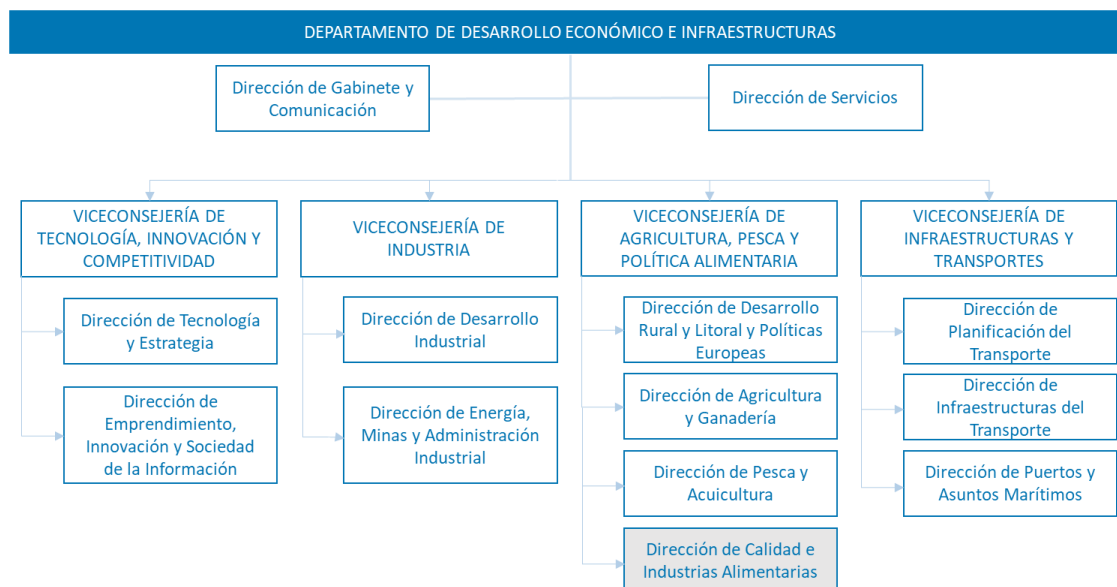 DEPARTAMENTO DE DESARROLLO ECONÓMICO E INFRAESTRUCTURAS
Dirección de Gabinete y
Comunicación
Dirección de Servicios
VICECONSEJERÍA DE
TECNOLOGÍA, INNOVACIÓN Y
COMPETITIVIDAD
Dirección de Tecnología
y Estrategia
Dirección de
Emprendimiento,
Innovación y Sociedad
de la Información
VICECONSEJERÍA DE
INDUSTRIA
Dirección de Desarrollo
Industrial
Dirección de Energía,
Minas y Administración
Industrial
VICECONSEJERÍA DE
AGRICULTURA, PESCA Y
POLÍTICA ALIMENTARIA
Dirección de Desarrollo
Rural y Litoral y Políticas
Europeas
Dirección de Agricultura
y Ganadería
Dirección de Pesca y
Acuicultura
Dirección de Calidad e
Industrias Alimentarias
VICECONSEJERÍA DE
INFRAESTRUCTURAS Y
TRANSPORTES
Dirección de
Planificación del
Transporte
Dirección de
Infraestructuras del
Transporte
Dirección de Puertos y
Asuntos Marítimos